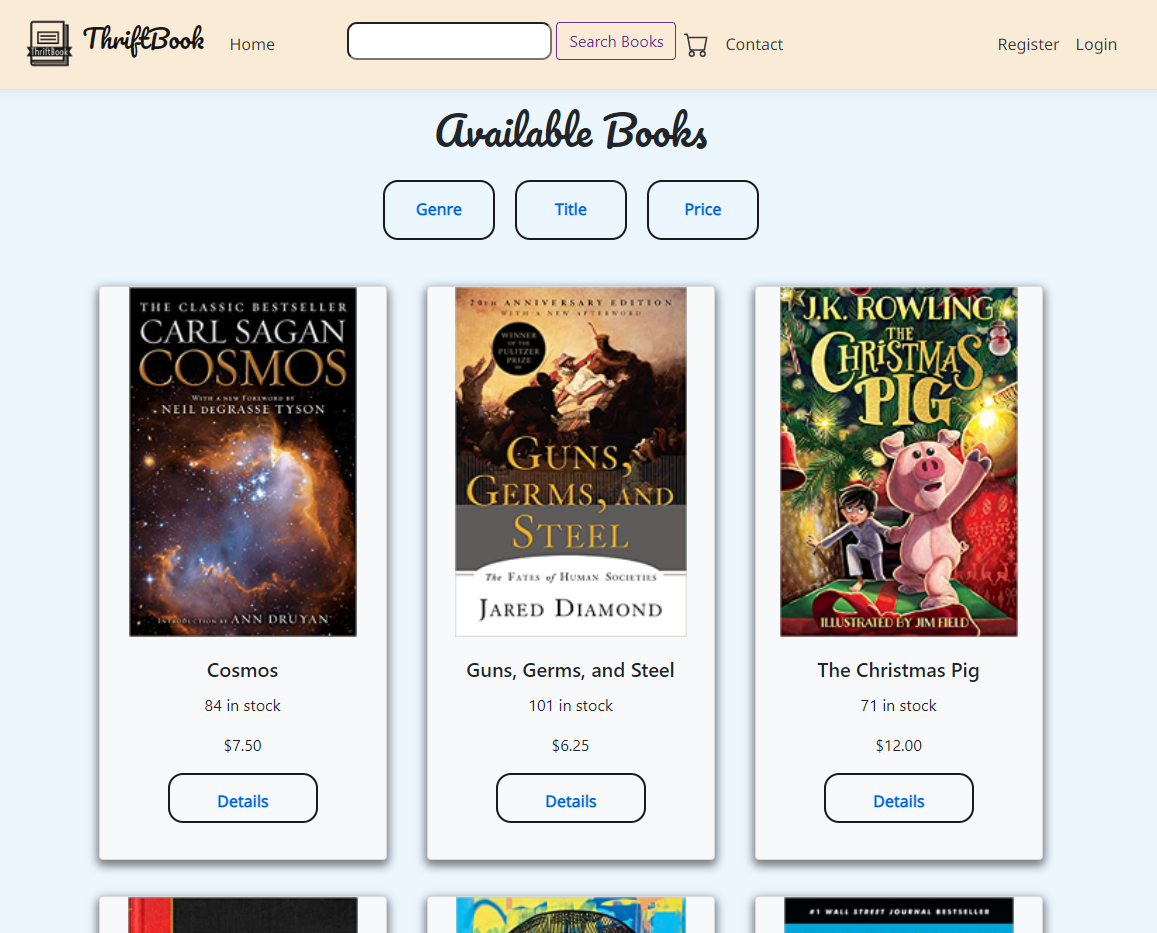 ThriftBook
ThriftBook
Home
Search Books
Contact
Register
Login
Available Books
Genre
Title
Price
THE CLASSIC BESTSELLER
CARL SAGAN
COSMOS
WITH A NEW FOREWORD BY
NEIL DEGRASSE TYSON
INTRODUCTION BY ANN DRUYAN
Cosmos
84 in stock
$7.50
Details
20TH ANNIVERSARY EDITION
WITH A NEW AFTERWORD
WINNER
OF THE
PULITZER
PRIZE
GUNS,
GERMS, AND
STEEL
The FATES of HUMAN SOCIETIES
JARED DIAMOND
Guns, Germs, and Steel
101 in stock
$6.25
Details
J.K. ROWLING
THE
CHRISTMAS
PIG
ILLUSTRATED BY JIM FIELD
The Christmas Pig
71 in stock
$12.00
Details
#1 WALL STREET JOURNAL BESTSELLER